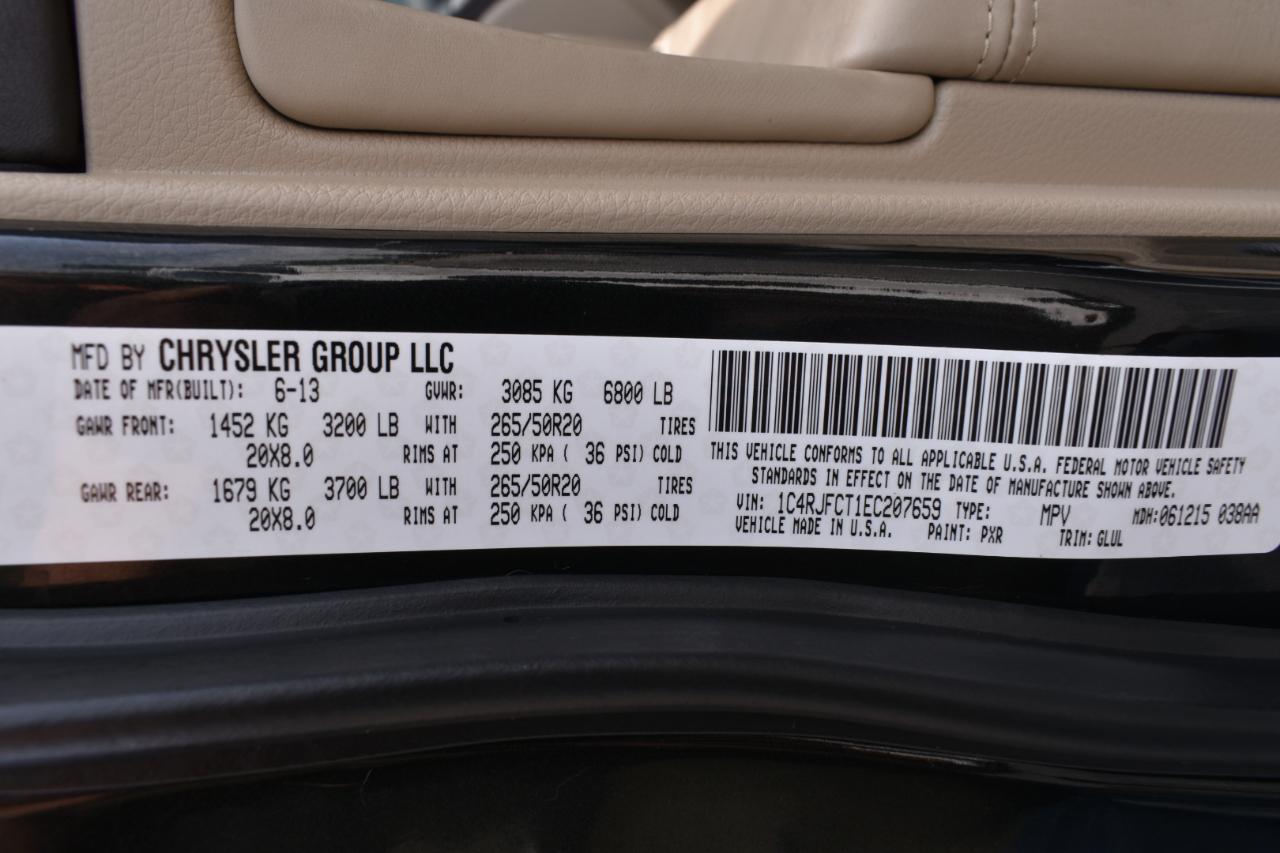 MFD BY CHRYSLER GROUP LLC
DATE OF MFR(BUILT): 6-13 GVWR: 3085 KG 6800 LB
GAWR FRONT: 1452 KG 3200 LB WITH 265/50R20 TIRES
20X8.0 RIMS AT 250 KPA ( 36 PSI) COLD
GAWR REAR: 1679 KG 3700 LB WITH 265/50R20 TIRES
20X8.0 RIMS AT 250 KPA ( 36 PSI) COLD
THIS VEHICLE CONFORMS TO ALL APPLICABLE U.S.A. FEDERAL MOTOR VEHICLE SAFETY
STANDARDS IN EFFECT ON THE DATE OF MANUFACTURE SHOWN ABOVE.
VIN: 1C4RJFCT1EC207659 TYPE: MPV MDH:061215 038AA
VEHICLE MADE IN U.S.A. PAINT: PXR TRIM: GLUL